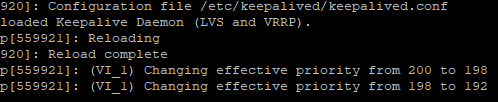 920]: Configuration file /etc/keepalived/keepalived.conf
loaded Keepalive Daemon (LVS and VRRP).
p[559921]: Reloading
920]: Reload complete
p[559921]: (VI_1) Changing effective priority from 200 to 198
p[559921]: (VI_1) Changing effective priority from 198 to 192